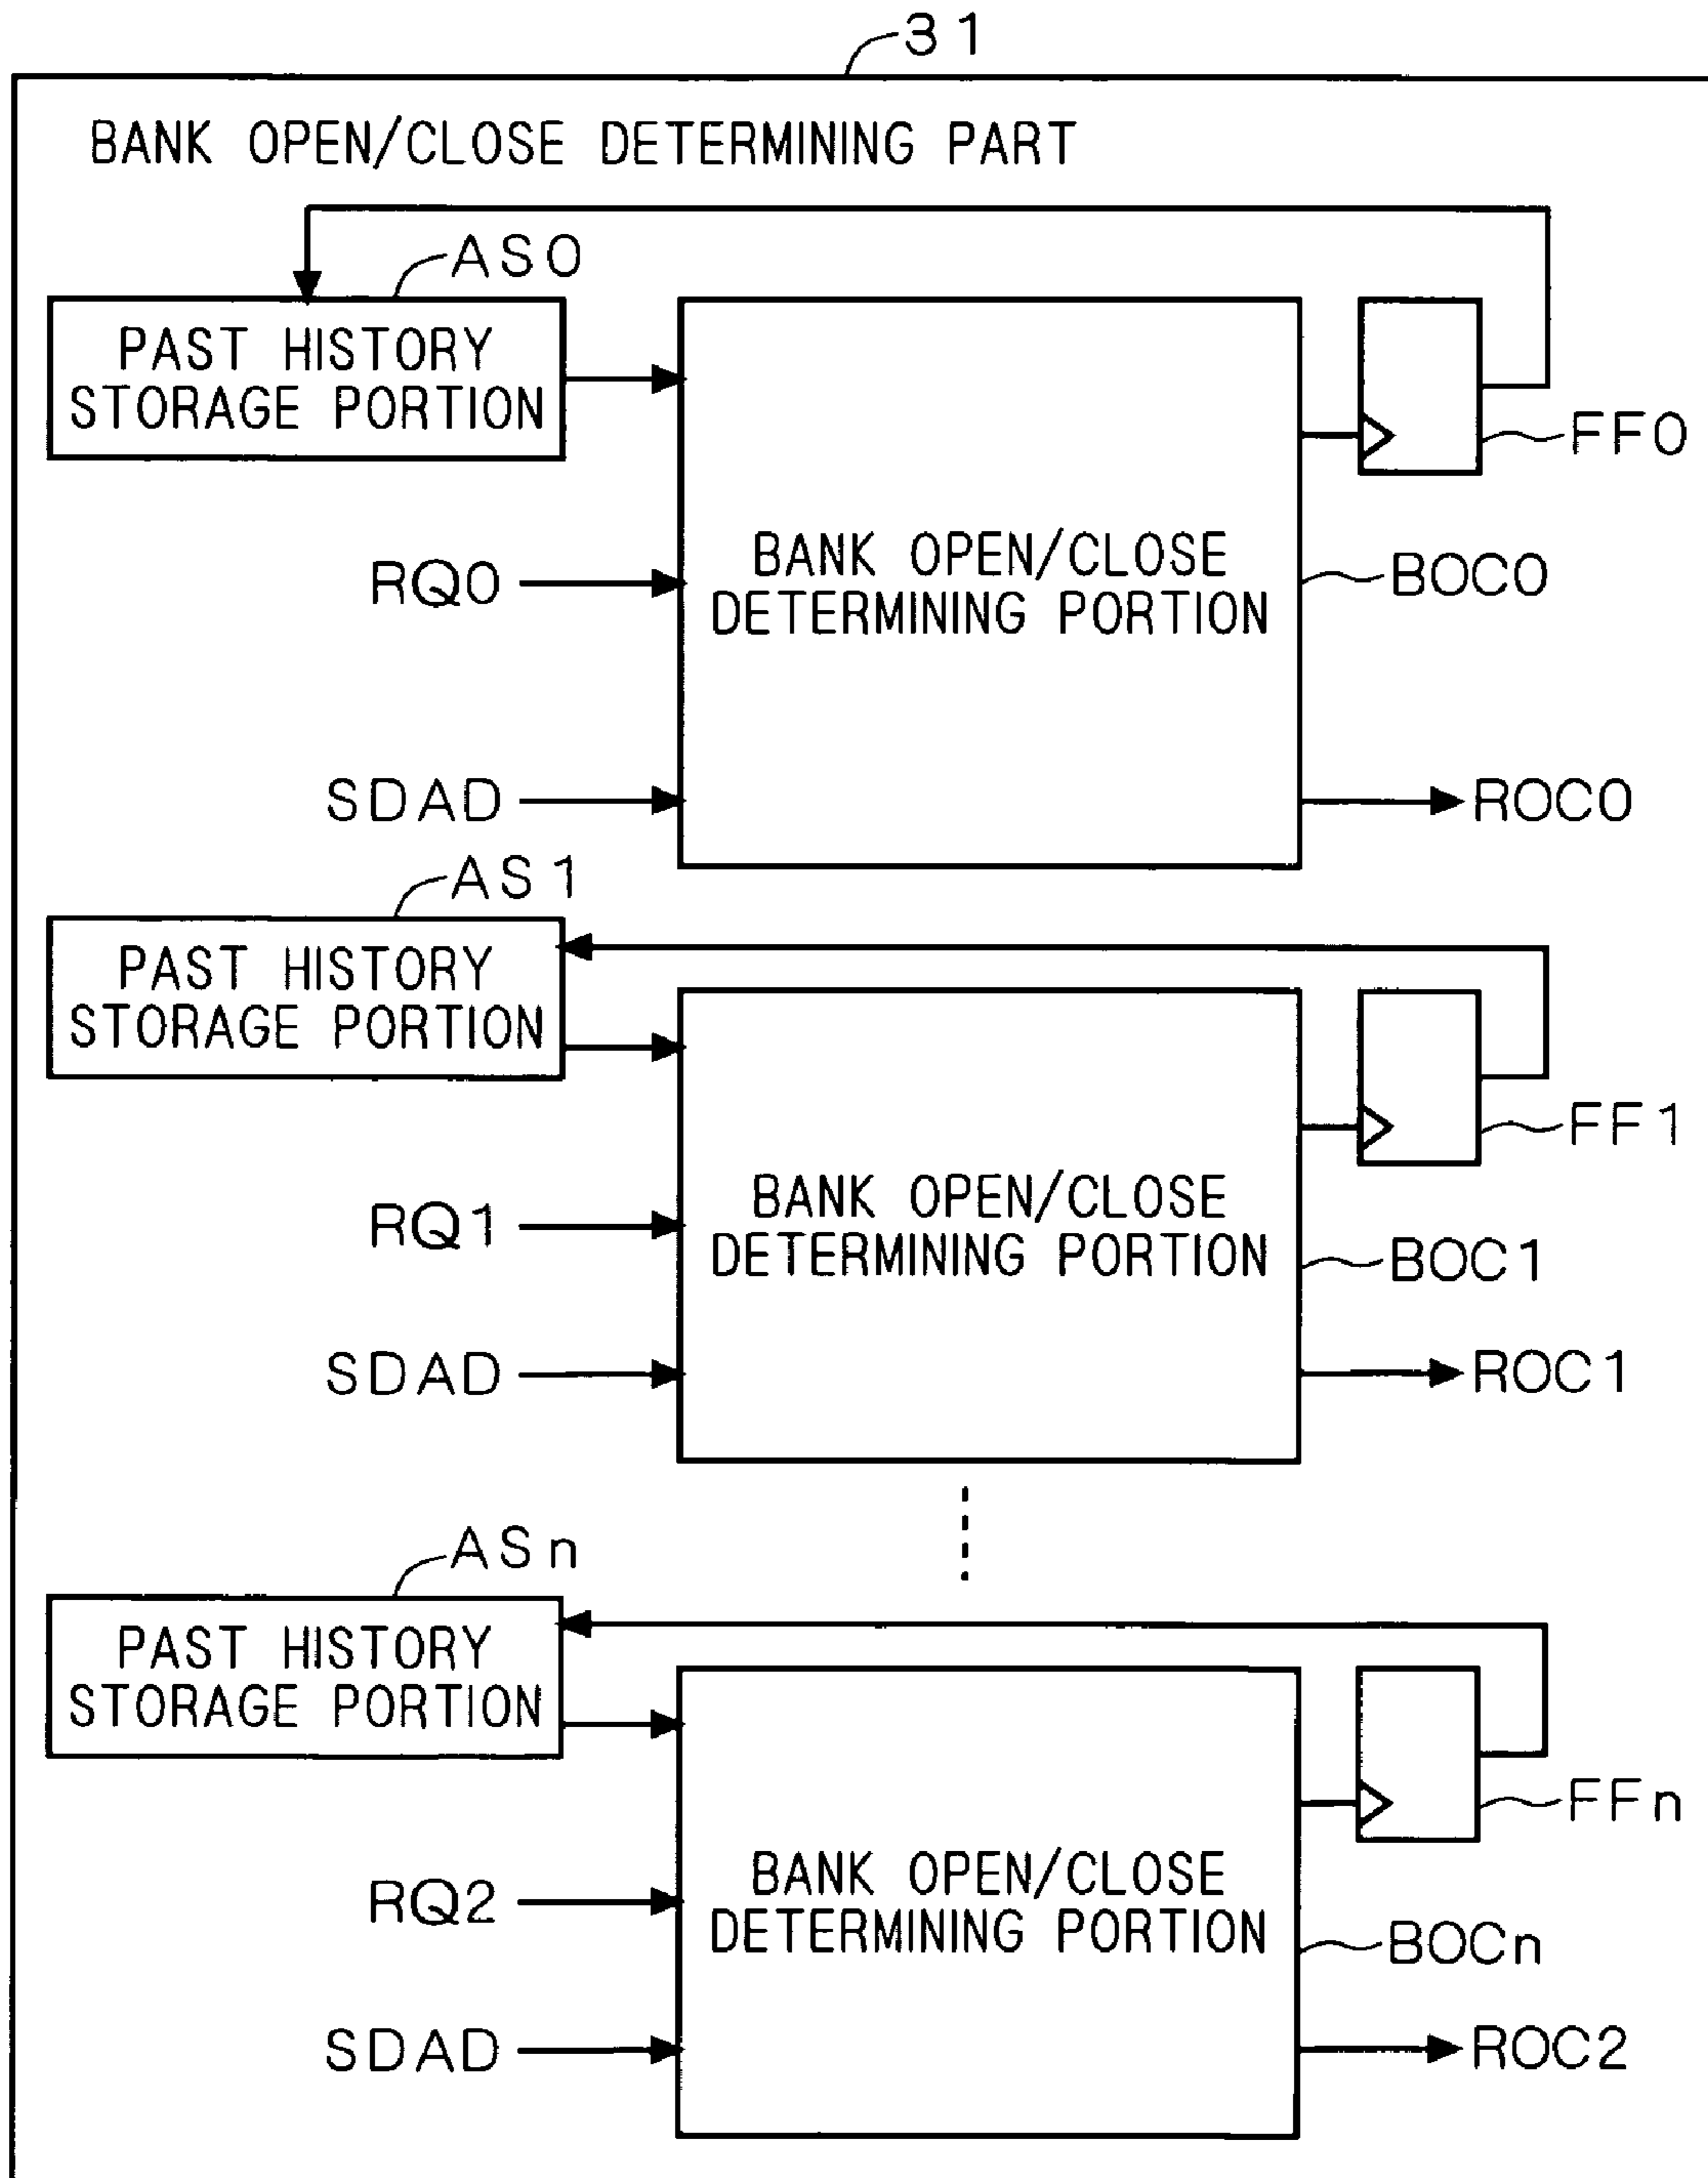 31
BANK OPEN/CLOSE DETERMINING PART
AS0
PAST HISTORY
STORAGE PORTION
FF0
RQ0
BANK OPEN/CLOSE
DETERMINING PORTION
BOC0
SDAD
ROC0
AS1
PAST HISTORY
STORAGE PORTION
FF1
RQ1
BANK OPEN/CLOSE
DETERMINING PORTION
BOC1
SDAD
ROC1
ASn
PAST HISTORY
STORAGE PORTION
FFn
RQ2
BANK OPEN/CLOSE
DETERMINING PORTION
BOCn
SDAD
ROC2